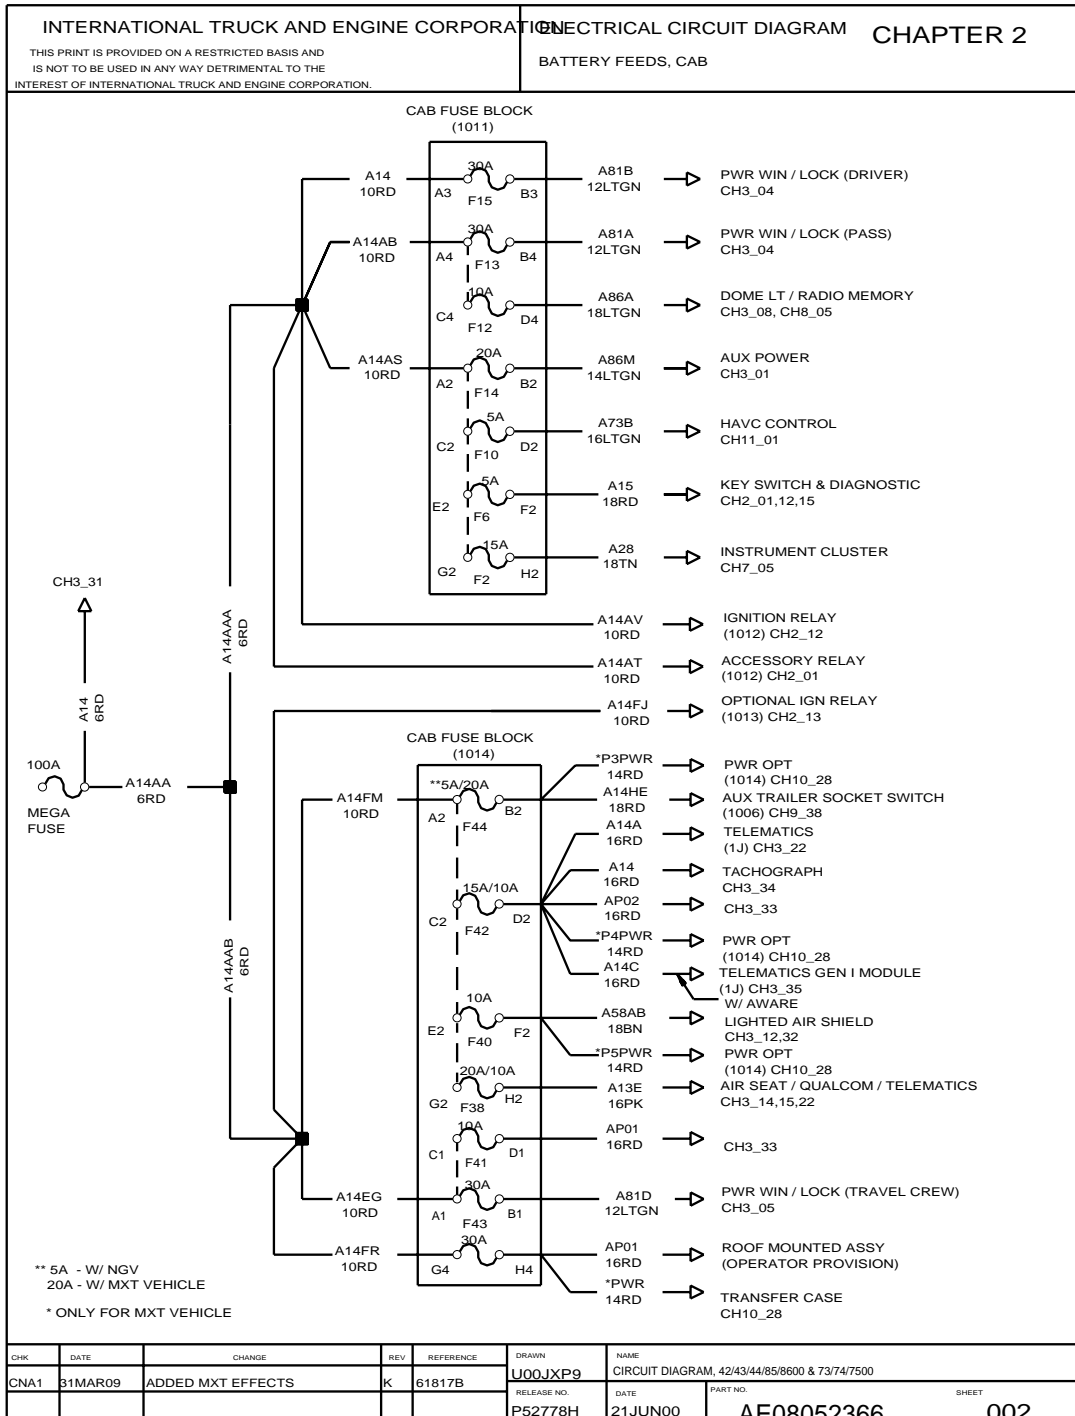 INTERNATIONAL TRUCK AND ENGINE CORPORATION
THIS PRINT IS PROVIDED ON A RESTRICTED BASIS AND
IS NOT TO BE USED IN ANY WAY DETRIMENTAL TO THE
INTEREST OF INTERNATIONAL TRUCK AND ENGINE CORPORATION.
ELECTRICAL CIRCUIT DIAGRAM
BATTERY FEEDS, CAB
CHAPTER 2
CAB FUSE BLOCK
(1011)
A14
10RD
A3
30A
F15
B3
A81B
12LTGN
PWR WIN / LOCK (DRIVER)
CH3_04
A14AB
10RD
A4
30A
F13
B4
A81A
12LTGN
PWR WIN / LOCK (PASS)
CH3_04
C4
10A
F12
D4
A86A
18LTGN
DOME LT / RADIO MEMORY
CH3_08, CH8_05
A14AS
10RD
A2
20A
F14
B2
A86M
14LTGN
AUX POWER
CH3_01
C2
5A
F10
D2
A73B
16LTGN
HAVC CONTROL
CH11_01
E2
5A
F6
F2
A15
18RD
KEY SWITCH & DIAGNOSTIC
CH2_01,12,15
G2
15A
F2
H2
A28
18TN
INSTRUMENT CLUSTER
CH7_05
A14AV
10RD
IGNITION RELAY
(1012) CH2_12
A14AT
10RD
ACCESSORY RELAY
(1012) CH2_01
A14FJ
10RD
OPTIONAL IGN RELAY
(1013) CH2_13
CH3_31
A14
6RD
100A
MEGA
FUSE
A14AA
6RD
A14AAA
6RD
A14AAB
6RD
CAB FUSE BLOCK
(1014)
A14FM
10RD
A2
**5A/20A
F44
B2
*P3PWR
14RD
PWR OPT
(1014) CH10_28
A14HE
18RD
AUX TRAILER SOCKET SWITCH
(1006) CH9_38
A14A
16RD
TELEMATICS
(1J) CH3_22
C2
15A/10A
F42
D2
A14
16RD
TACHOGRAPH
CH3_34
AP02
16RD
CH3_33
*P4PWR
14RD
PWR OPT
(1014) CH10_28
A14C
16RD
TELEMATICS GEN I MODULE
(1J) CH3_35
W/ AWARE
E2
10A
F40
F2
A58AB
18BN
LIGHTED AIR SHIELD
CH3_12,32
*P5PWR
14RD
PWR OPT
(1014) CH10_28
G2
20A/10A
F38
H2
A13E
16PK
AIR SEAT / QUALCOM / TELEMATICS
CH3_14,15,22
C1
10A
F41
D1
AP01
16RD
CH3_33
A14EG
10RD
A1
30A
F43
B1
A81D
12LTGN
PWR WIN / LOCK (TRAVEL CREW)
CH3_05
A14FR
10RD
G4
30A
H4
AP01
16RD
ROOF MOUNTED ASSY
(OPERATOR PROVISION)
*PWR
14RD
TRANSFER CASE
CH10_28
** 5A - W/ NGV
20A - W/ MXT VEHICLE
* ONLY FOR MXT VEHICLE
CHK DATE CHANGE REV REFERENCE
CNA1 31MAR09 ADDED MXT EFFECTS K 61817B
DRAWN
U00JXP9
NAME
CIRCUIT DIAGRAM, 42/43/44/85/8600 & 73/74/7500
RELEASE NO.
P52778H
DATE
21JUN00
PART NO.
AE08052366
SHEET
002